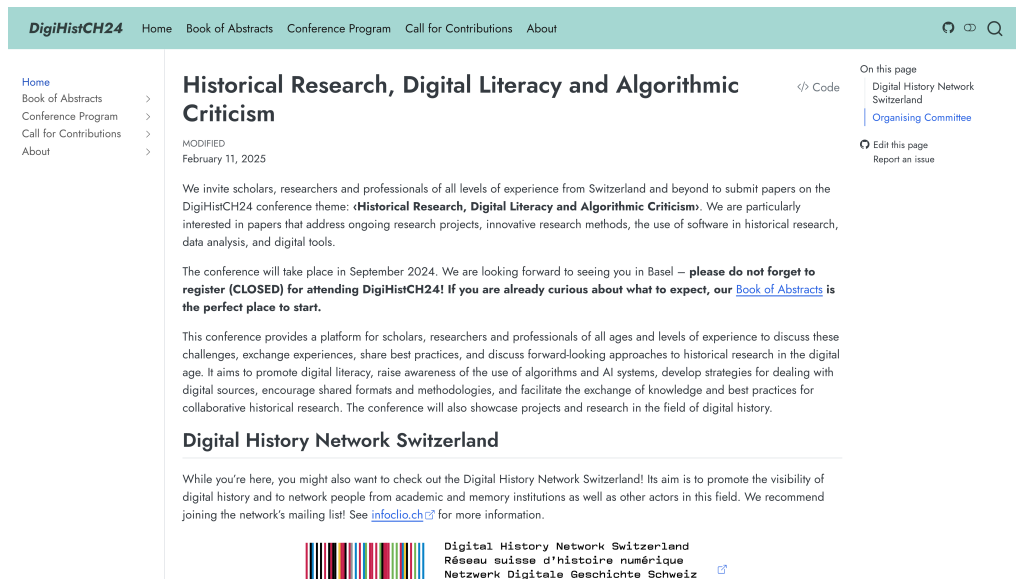 DigiHistCH24 Home Book of Abstracts Conference Program Call for Contributions About
Home
Book of Abstracts
Conference Program
Call for Contributions
About
Historical Research, Digital Literacy and Algorithmic
Criticism
Code
MODIFIED
February 11, 2025
We invite scholars, researchers and professionals of all levels of experience from Switzerland and beyond to submit papers on the
DigiHistCH24 conference theme: ‹Historical Research, Digital Literacy and Algorithmic Criticism›. We are particularly
interested in papers that address ongoing research projects, innovative research methods, the use of software in historical research,
data analysis, and digital tools.
The conference will take place in September 2024. We are looking forward to seeing you in Basel – please do not forget to
register (CLOSED) for attending DigiHistCH24! If you are already curious about what to expect, our Book of Abstracts is
the perfect place to start.
This conference provides a platform for scholars, researchers and professionals of all ages and levels of experience to discuss these
challenges, exchange experiences, share best practices, and discuss forward-looking approaches to historical research in the digital
age. It aims to promote digital literacy, raise awareness of the use of algorithms and AI systems, develop strategies for dealing with
digital sources, encourage shared formats and methodologies, and facilitate the exchange of knowledge and best practices for
collaborative historical research. The conference will also showcase projects and research in the field of digital history.
Digital History Network Switzerland
While you're here, you might also want to check out the Digital History Network Switzerland! Its aim is to promote the visibility of
digital history and to network people from academic and memory institutions as well as other actors in this field. We recommend
joining the network's mailing list! See infoclio.ch for more information.
Digital History Network Switzerland
Réseau suisse d'histoire numérique
Netzwerk Digitale Geschichte Schweiz
On this page
Digital History Network
Switzerland
Organising Committee
Edit this page
Report an issue